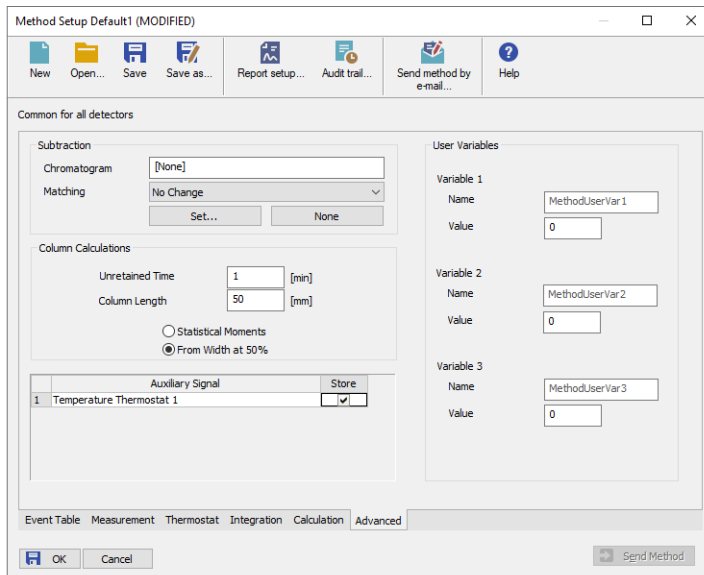 Method Setup Default1 (MODIFIED)
New Open... Save Save as... Report setup... Audit trail... Send method by e-mail... Help
Common for all detectors
Subtraction
Chromatogram [None]
Matching No Change
Set... None
Column Calculations
Unretained Time 1 [min]
Column Length 50 [mm]
Statistical Moments
From Width at 50%
Auxiliary Signal Store
1 Temperature Thermostat 1
User Variables
Variable 1
Name MethodUserVar1
Value 0
Variable 2
Name MethodUserVar2
Value 0
Variable 3
Name MethodUserVar3
Value 0
Event Table Measurement Thermostat Integration Calculation Advanced
OK Cancel Send Method